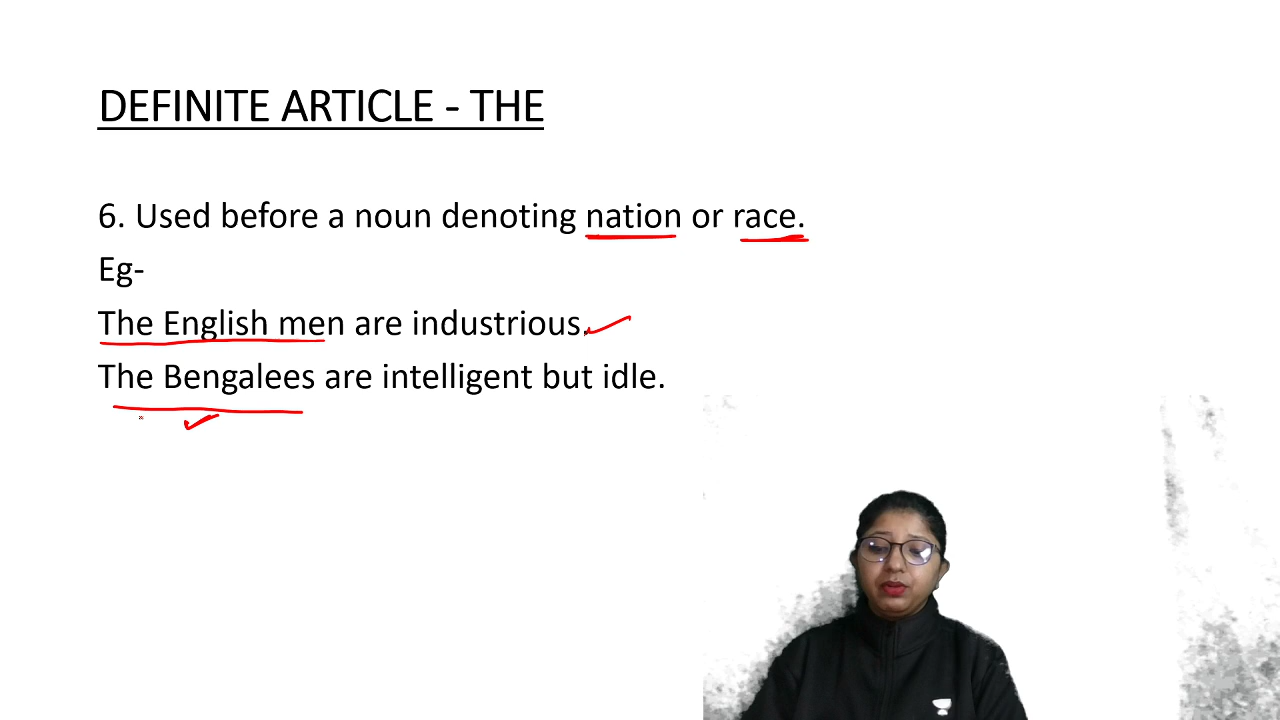 DEFINITE ARTICLE - THE
6. Used before a noun denoting nation or race.
Eg-
The English men are industrious.
The Bengalees are intelligent but idle.